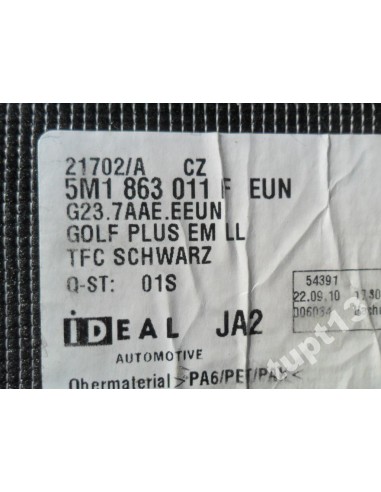 21702/A CZ
5M1 863 011 F EUN
G23.7AAE.EEUN
GOLF PLUS EM LL
TFC SCHWARZ
Q-ST: 01S
54391
22.09.10
iDEAL JA2
AUTOMOTIVE
Obermaterial >PA6/PET/
tupt13